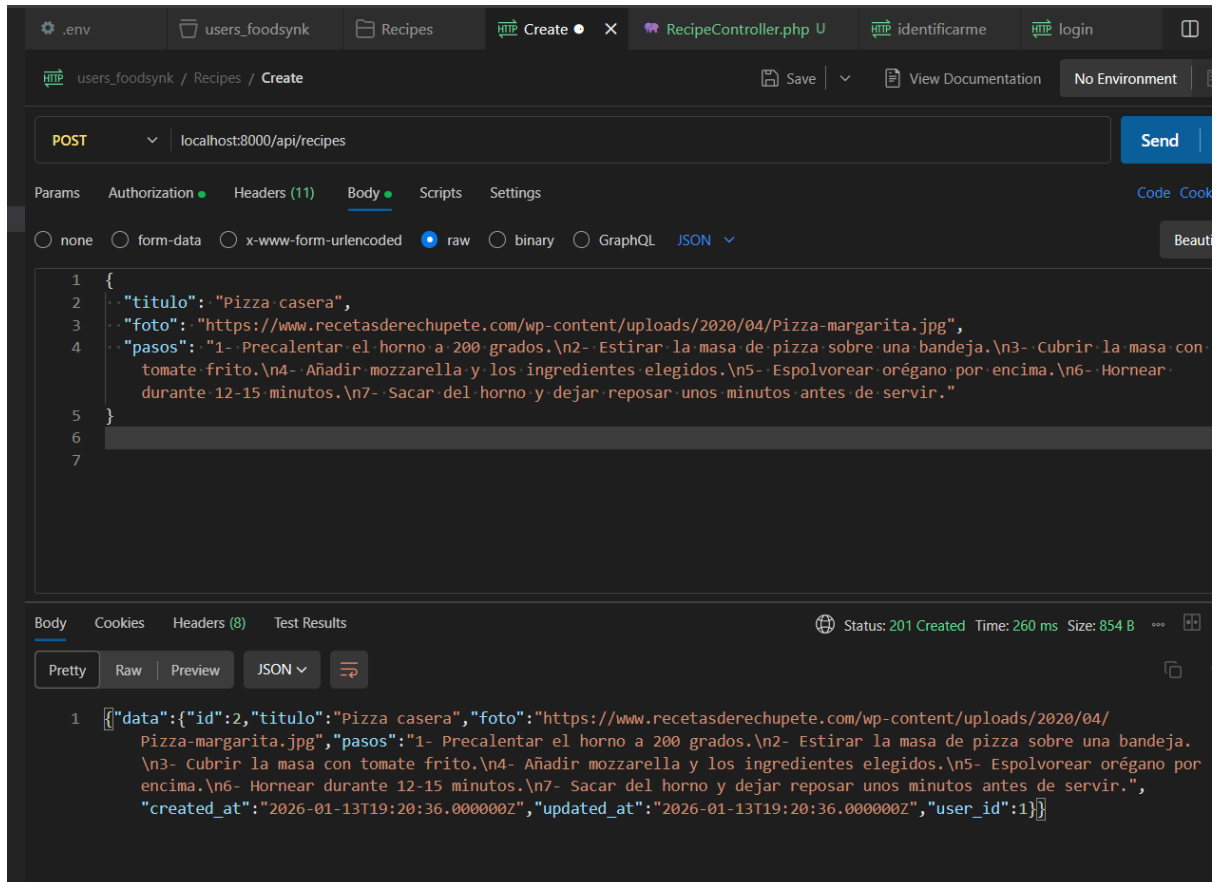 .env users_foodsynk Recipes HTTP Create RecipeController.php U HTTP identificarme HTTP login
HTTP users_foodsynk / Recipes / Create Save View Documentation No Environment
POST localhost:8000/api/recipes Send
Params Authorization Headers (11) Body Scripts Settings Code Cook
none form-data x-www-form-urlencoded raw binary GraphQL JSON Beauti
1 {
2 "titulo": "Pizza casera",
3 "foto": "https://www.recetasderechupete.com/wp-content/uploads/2020/04/Pizza-margarita.jpg",
4 "pasos": "1- Precalentar el horno a 200 grados.\n2- Estirar la masa de pizza sobre una bandeja.\n3- Cubrir la masa con
tomate frito.\n4- Añadir mozzarella y los ingredientes elegidos.\n5- Espolvorear orégano por encima.\n6- Hornear
durante 12-15 minutos.\n7- Sacar del horno y dejar reposar unos minutos antes de servir."
5 }
6
7
Body Cookies Headers (8) Test Results Status: 201 Created Time: 260 ms Size: 854 B
Pretty Raw Preview JSON
1 {"data":{"id":2,"titulo":"Pizza casera","foto":"https://www.recetasderechupete.com/wp-content/uploads/2020/04/
Pizza-margarita.jpg","pasos":"1- Precalentar el horno a 200 grados.\n2- Estirar la masa de pizza sobre una bandeja.
\n3- Cubrir la masa con tomate frito.\n4- Añadir mozzarella y los ingredientes elegidos.\n5- Espolvorear orégano por
encima.\n6- Hornear durante 12-15 minutos.\n7- Sacar del horno y dejar reposar unos minutos antes de servir.",
"created_at":"2026-01-13T19:20:36.000000Z","updated_at":"2026-01-13T19:20:36.000000Z","user_id":1}}